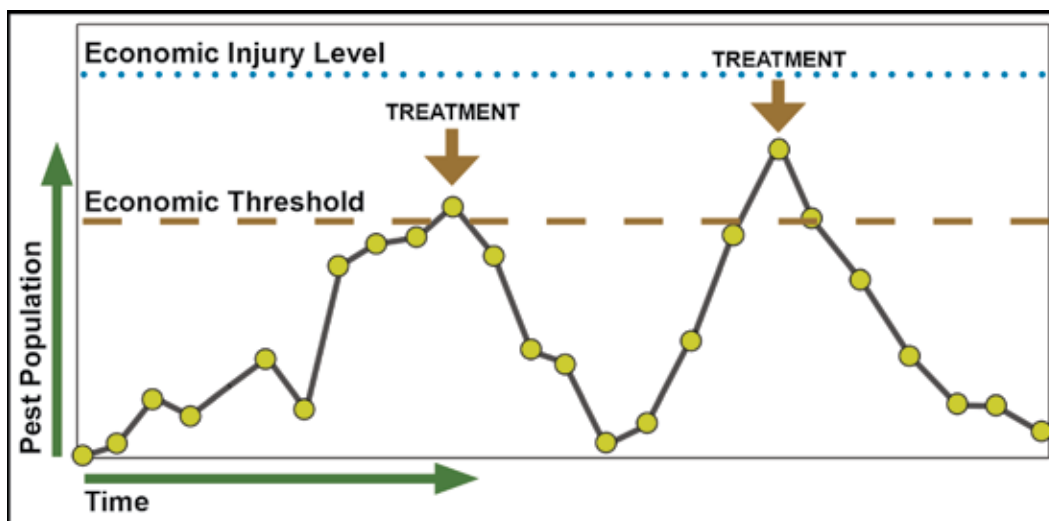 Economic Injury Level
TREATMENT
TREATMENT
Economic Threshold
Pest Population
Time